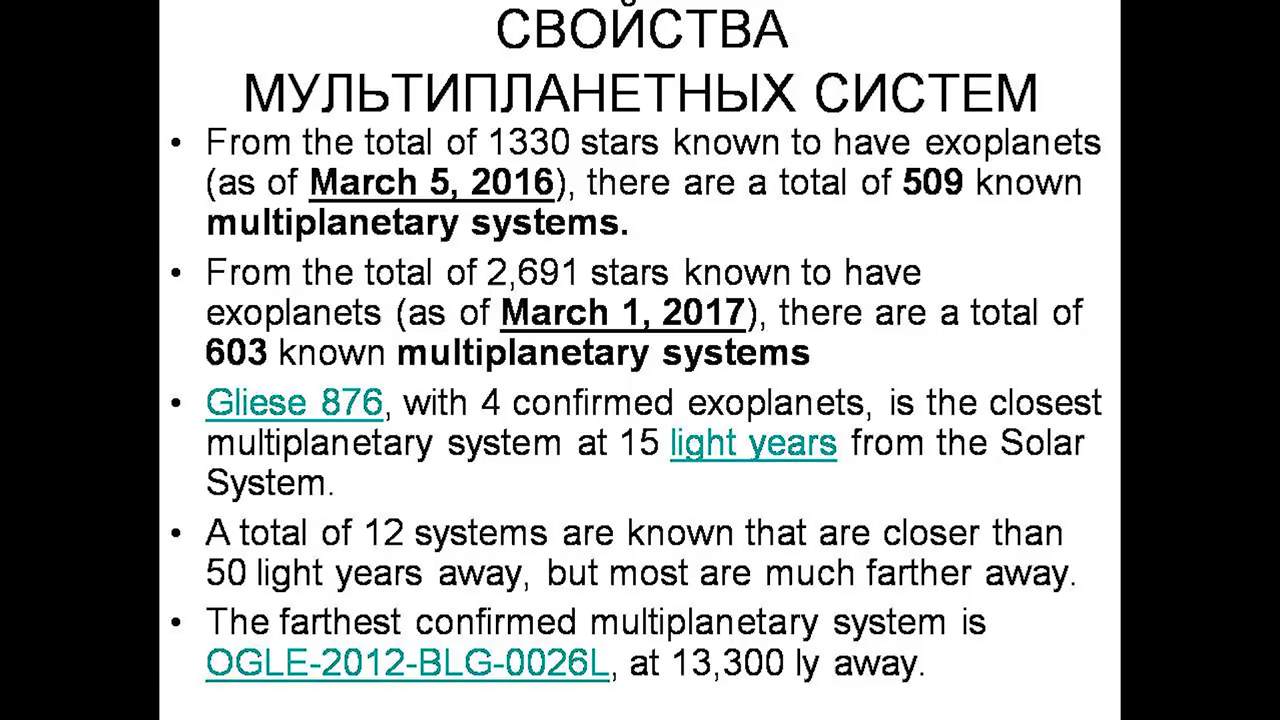 СВОЙСТВА
МУЛЬТИПЛАНЕТНЫХ СИСТЕМ
• From the total of 1330 stars known to have exoplanets
(as of March 5, 2016), there are a total of 509 known
multiplanetary systems.
• From the total of 2,691 stars known to have
exoplanets (as of March 1, 2017), there are a total of
603 known multiplanetary systems
• Gliese 876, with 4 confirmed exoplanets, is the closest
multiplanetary system at 15 light years from the Solar
System.
• A total of 12 systems are known that are closer than
50 light years away, but most are much farther away.
• The farthest confirmed multiplanetary system is
OGLE-2012-BLG-0026L, at 13,300 ly away.